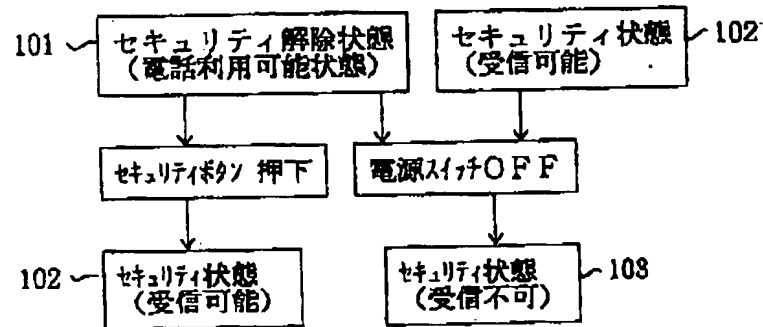 101
セキュリティ解除状態
(電話利用可能状態)
セキュリティ状態
(受信可能)
102
セキュリティボタン 押下
電源スイッチOFF
102
セキュリティ状態
(受信可能)
セキュリティ状態
(受信不可)
103